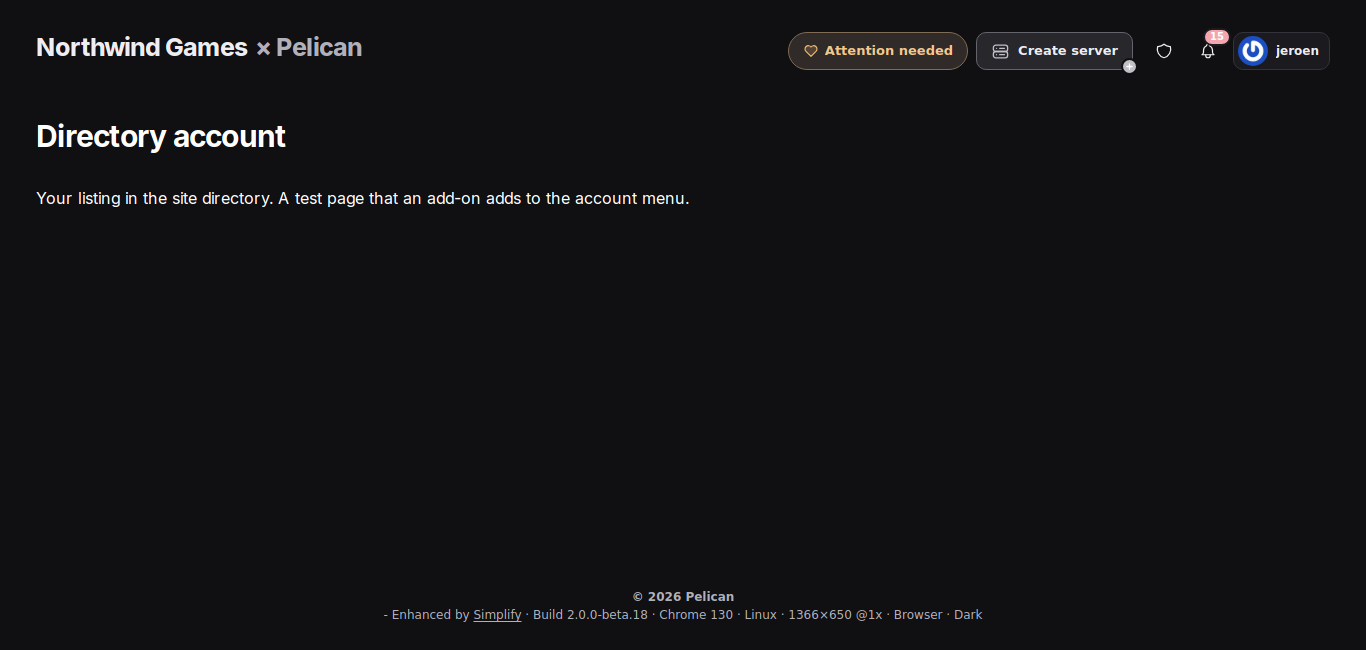 Northwind Games × Pelican
Attention needed
Create server
15
jeroen
Directory account
Your listing in the site directory. A test page that an add-on adds to the account menu.
© 2026 Pelican
- Enhanced by Simplify · Build 2.0.0-beta.18 · Chrome 130 · Linux · 1366×650 @1x · Browser · Dark